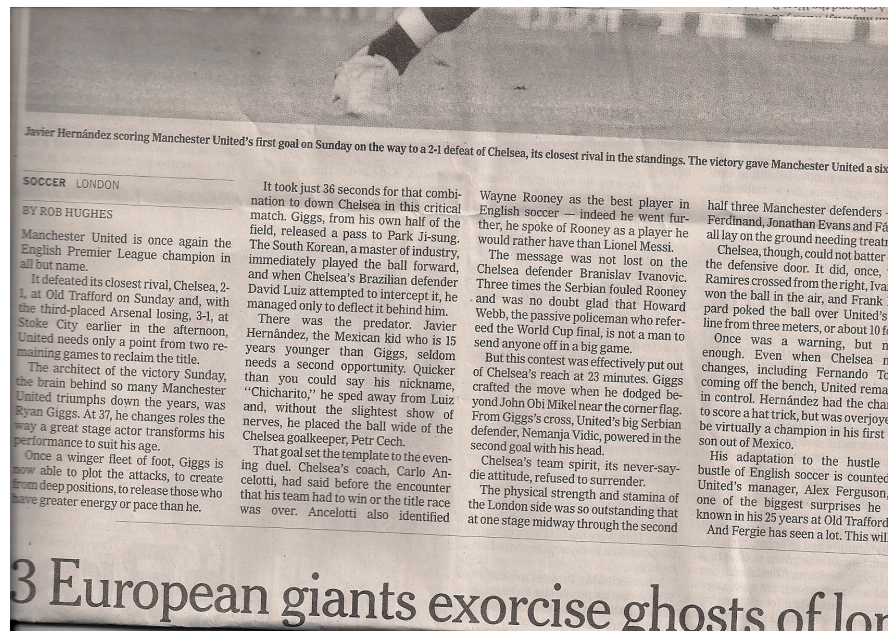 Javier Hernández scoring Manchester United's first goal on Sunday on the way to a 2-1 defeat of Chelsea, its closest rival in the standings. The victory gave Manchester United a six
SOCCER LONDON
BY ROB HUGHES
Manchester United is once again the
English Premier League champion in
all but name.
It defeated its closest rival, Chelsea, 2-
1, at Old Trafford on Sunday and, with
the third-placed Arsenal losing, 3-1, at
Stoke City earlier in the afternoon,
United needs only a point from two re-
maining games to reclaim the title.
The architect of the victory Sunday,
the brain behind so many Manchester
United triumphs down the years, was
Ryan Giggs. At 37, he changes roles the
way a great stage actor transforms his
performance to suit his age.
Once a winger fleet of foot, Giggs is
now able to plot the attacks, to create
from deep positions, to release those who
have greater energy or pace than he.
It took just 36 seconds for that combi-
nation to down Chelsea in this critical
match. Giggs, from his own half of the
field, released a pass to Park Ji-sung.
The South Korean, a master of industry,
immediately played the ball forward,
and when Chelsea's Brazilian defender
David Luiz attempted to intercept it, he
managed only to deflect it behind him.
There was the predator. Javier
Hernández, the Mexican kid who is 15
years younger than Giggs, seldom
needs a second opportunity. Quicker
than you could say his nickname,
"Chicharito," he sped away from Luiz
and, without the slightest show of
nerves, he placed the ball wide of the
Chelsea goalkeeper, Petr Cech.
That goal set the template to the even-
ing duel. Chelsea's coach, Carlo An-
celotti, had said before the encounter
that his team had to win or the title race
was over. Ancelotti also identified
Wayne Rooney as the best player in
English soccer — indeed he went fur-
ther, he spoke of Rooney as a player he
would rather have than Lionel Messi.
The message was not lost on the
Chelsea defender Branislav Ivanovic.
Three times the Serbian fouled Rooney
and was no doubt glad that Howard
Webb, the passive policeman who refer-
eed the World Cup final, is not a man to
send anyone off in a big game.
But this contest was effectively put out
of Chelsea's reach at 23 minutes. Giggs
crafted the move when he dodged be-
yond John Obi Mikel near the corner flag.
From Giggs's cross, United's big Serbian
defender, Nemanja Vidic, powered in the
second goal with his head.
Chelsea's team spirit, its never-say-
die attitude, refused to surrender.
The physical strength and stamina of
the London side was so outstanding that
at one stage midway through the second
half three Manchester defenders
Ferdinand, Jonathan Evans and Fá
all lay on the ground needing treat
Chelsea, though, could not batter
the defensive door. It did, once,
Ramires crossed from the right, Iva
won the ball in the air, and Frank
pard poked the ball over United's
line from three meters, or about 10 f
Once was a warning, but n
enough. Even when Chelsea m
changes, including Fernando To
coming off the bench, United rema
in control. Hernández had the cha
to score a hat trick, but was overjoye
be virtually a champion in his first
son out of Mexico.
His adaptation to the hustle
bustle of English soccer is counted
United's manager, Alex Ferguson,
one of the biggest surprises he
known in his 25 years at Old Trafford
And Fergie has seen a lot. This wil
3 European giants exorcise ghosts of lo